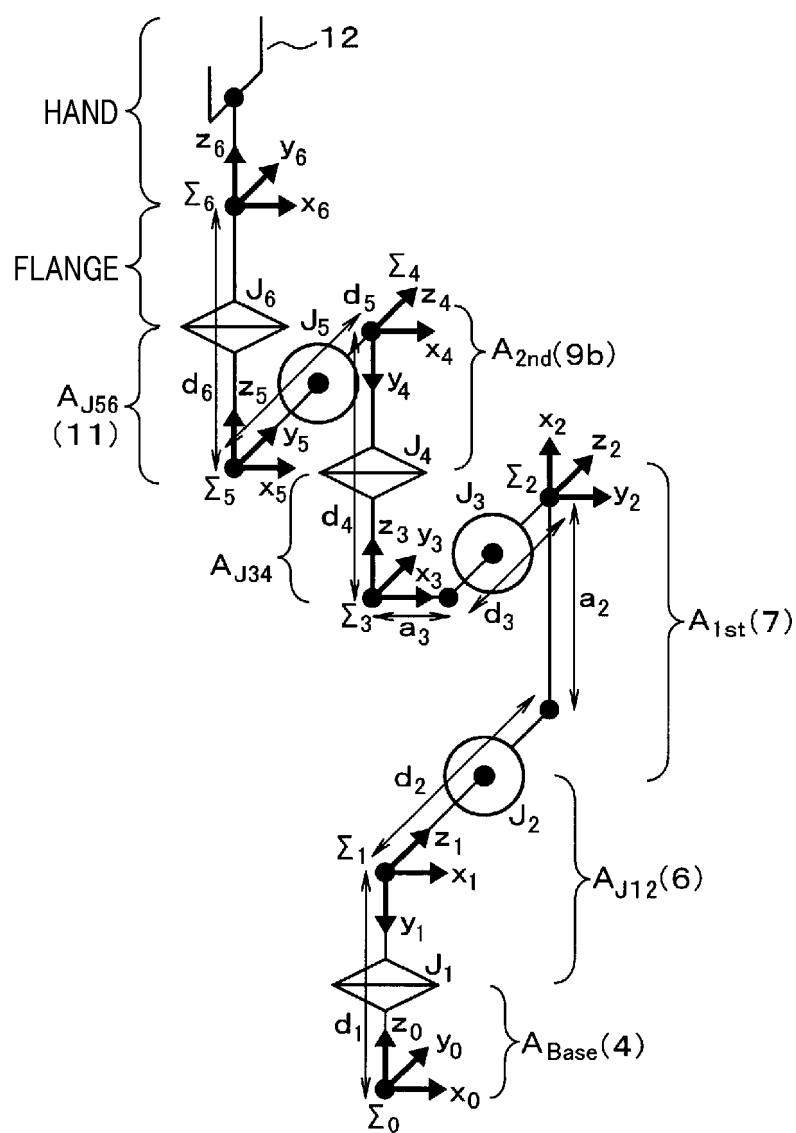 12
HAND
z6
y6
Σ6
x6
FLANGE
J6
J5
d5
Σ4
z4
x4
A2nd(9b)
d6
y4
AJ56
(11)
z5
y5
x2
z2
J4
Σ5
x5
J3
Σ2
y2
d4
z3
y3
AJ34
x3
Σ3
a3
d3
a2
A1st(7)
d2
J2
Σ1
z1
x1
AJ12(6)
y1
J1
d1
z0
y0
ABase(4)
x0
Σ0